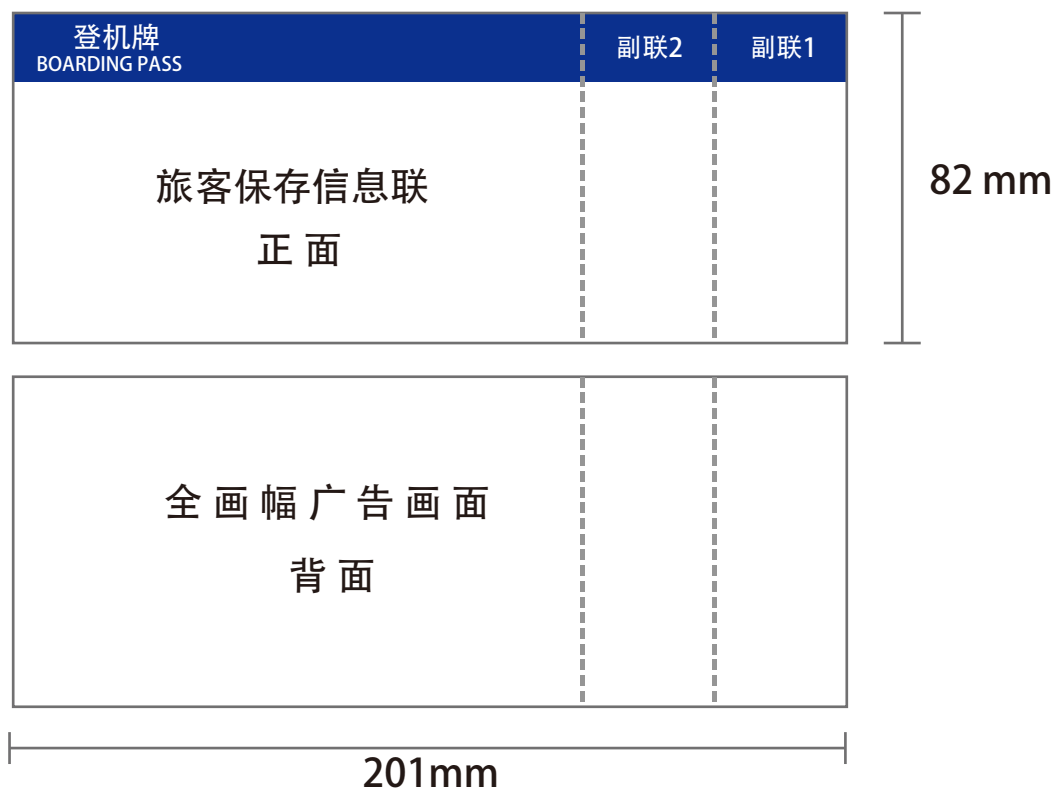 登机牌
BOARDING PASS
副联2
副联1
旅客保存信息联
正 面
82 mm
全 画 幅 广 告 画 面
背 面
201mm